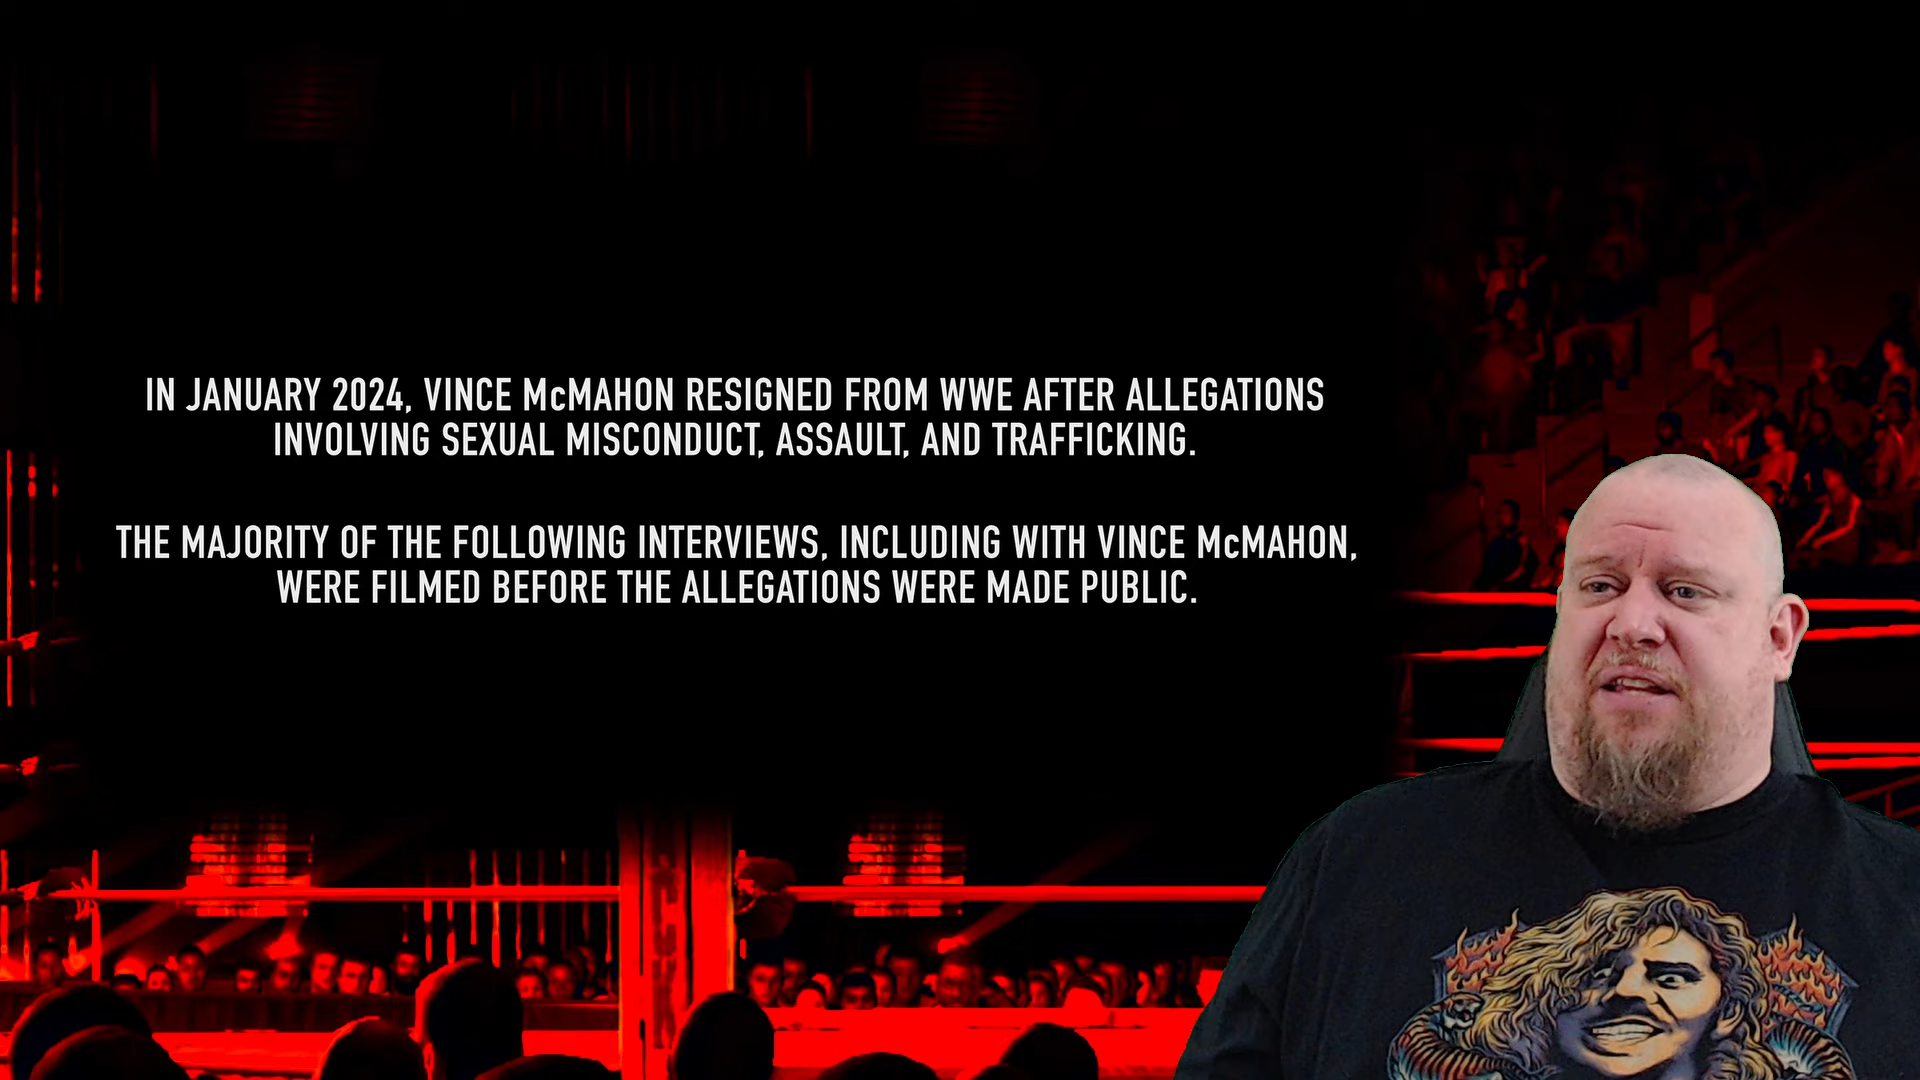 IN JANUARY 2024, VINCE McMAHON RESIGNED FROM WWE AFTER ALLEGATIONS
INVOLVING SEXUAL MISCONDUCT, ASSAULT, AND TRAFFICKING.
THE MAJORITY OF THE FOLLOWING INTERVIEWS, INCLUDING WITH VINCE McMAHON,
WERE FILMED BEFORE THE ALLEGATIONS WERE MADE PUBLIC.